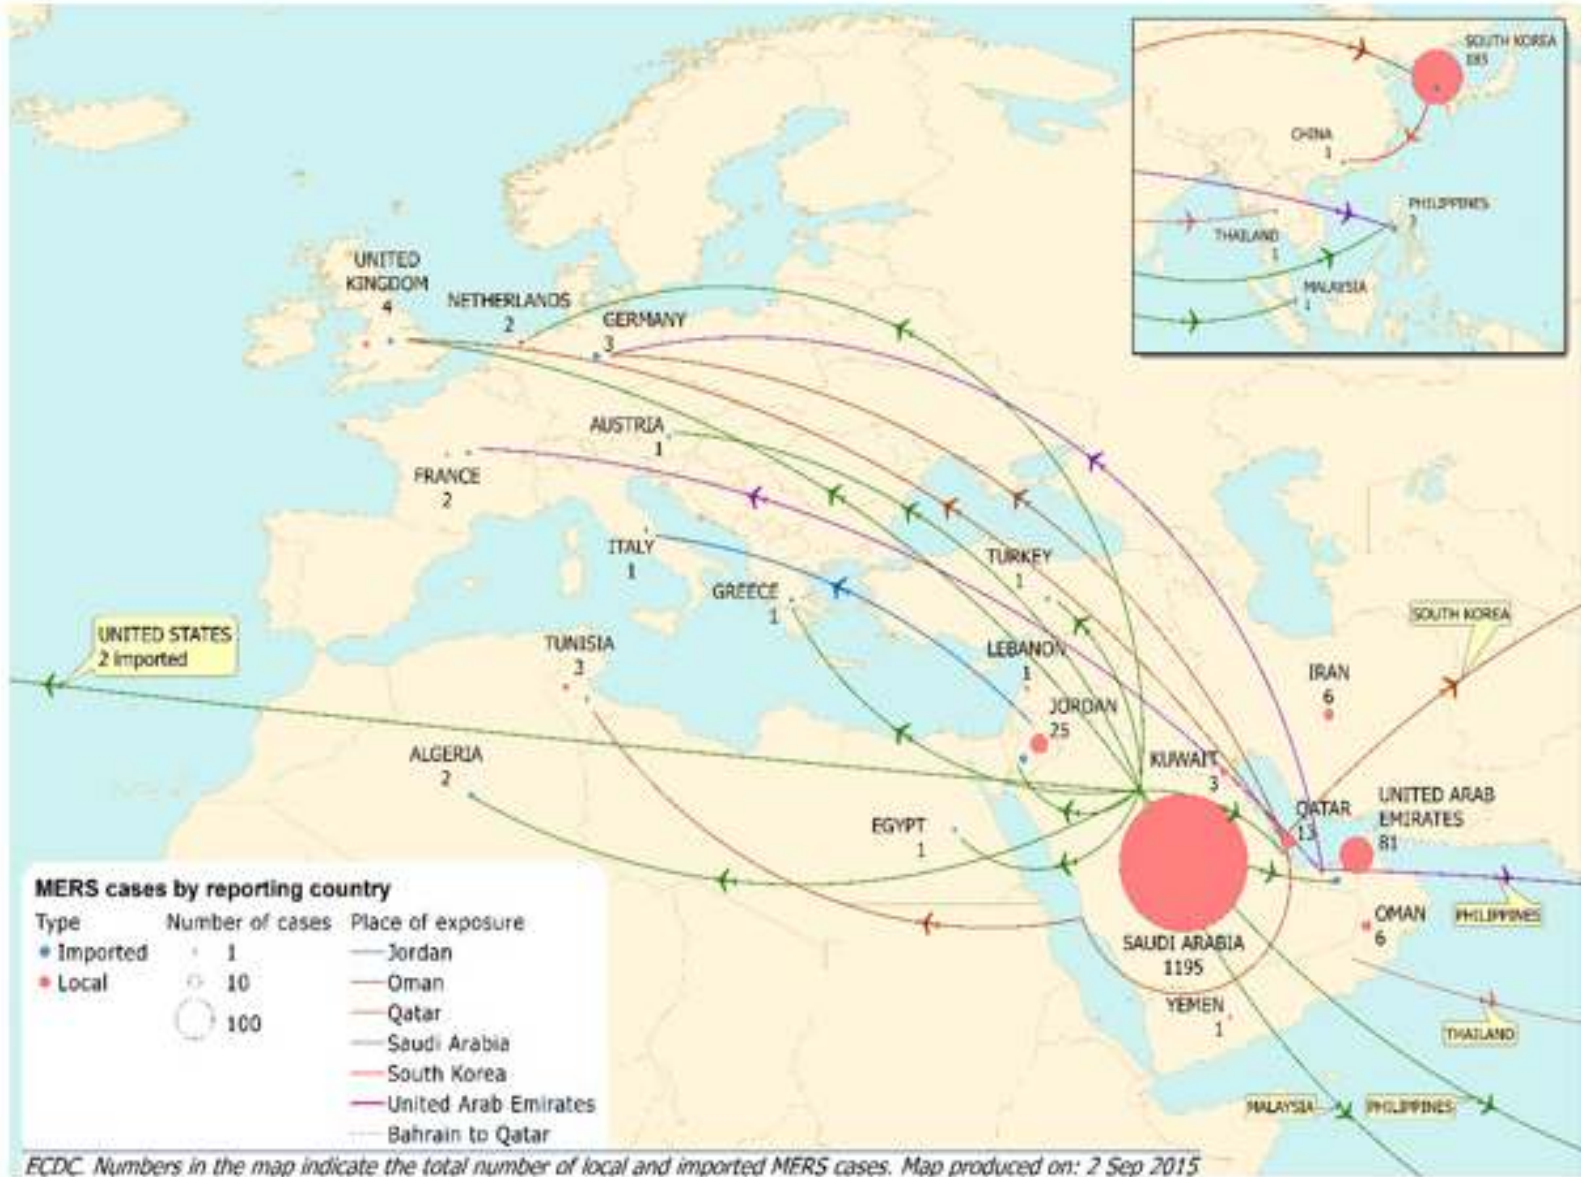 SOUTH KOREA
185
CHINA
1
PHILIPPINES
3
THAILAND
1
MALAYSIA
1
UNITED
KINGDOM
4
NETHERLANDS
2
GERMANY
3
AUSTRIA
1
FRANCE
2
ITALY
1
GREECE
1
TURKEY
1
UNITED STATES
2 imported
TUNISIA
3
LEBANON
1
JORDAN
25
SOUTH KOREA
IRAN
6
ALGERIA
2
KUWAIT
3
QATAR
13
UNITED ARAB
EMIRATES
81
EGYPT
1
PHILIPPINES
OMAN
6
SAUDI ARABIA
1195
YEMEN
1
THAILAND
MALAYSIA
PHILIPPINES
MERS cases by reporting country
Type
Imported
Local
Number of cases
1
10
100
Place of exposure
Jordan
Oman
Qatar
Saudi Arabia
South Korea
United Arab Emirates
Bahrain to Qatar
ECDC. Numbers in the map indicate the total number of local and imported MERS cases. Map produced on: 2 Sep 2015